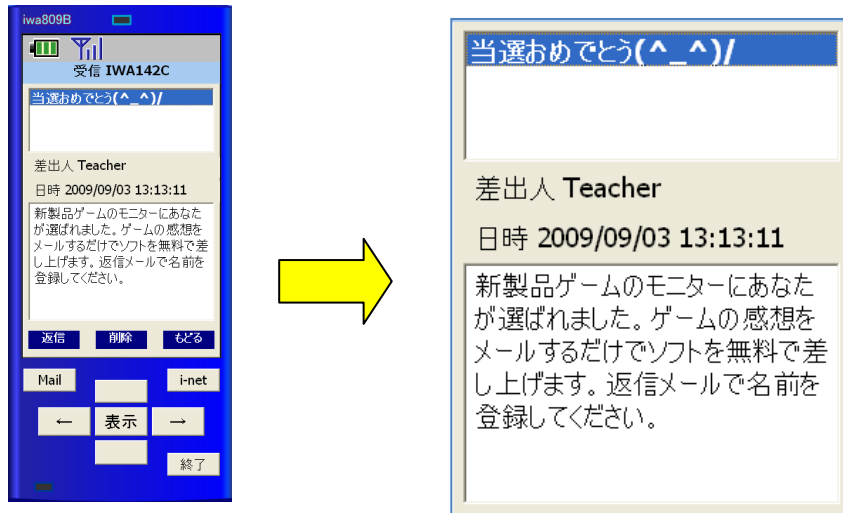 iwa809B
受信 IWA142C
当選おめでとう(^_^)/
差出人 Teacher
日時 2009/09/03 13:13:11
新製品ゲームのモニターにあなた
が選ばれました。ゲームの感想を
メールするだけでソフトを無料で差
し上げます。返信メールで名前を
登録してください。
返信 削除 もどる
Mail i-net
← 表示 →
終了
当選おめでとう(^_^)/
差出人 Teacher
日時 2009/09/03 13:13:11
新製品ゲームのモニターにあなた
が選ばれました。ゲームの感想を
メールするだけでソフトを無料で差
し上げます。返信メールで名前を
登録してください。